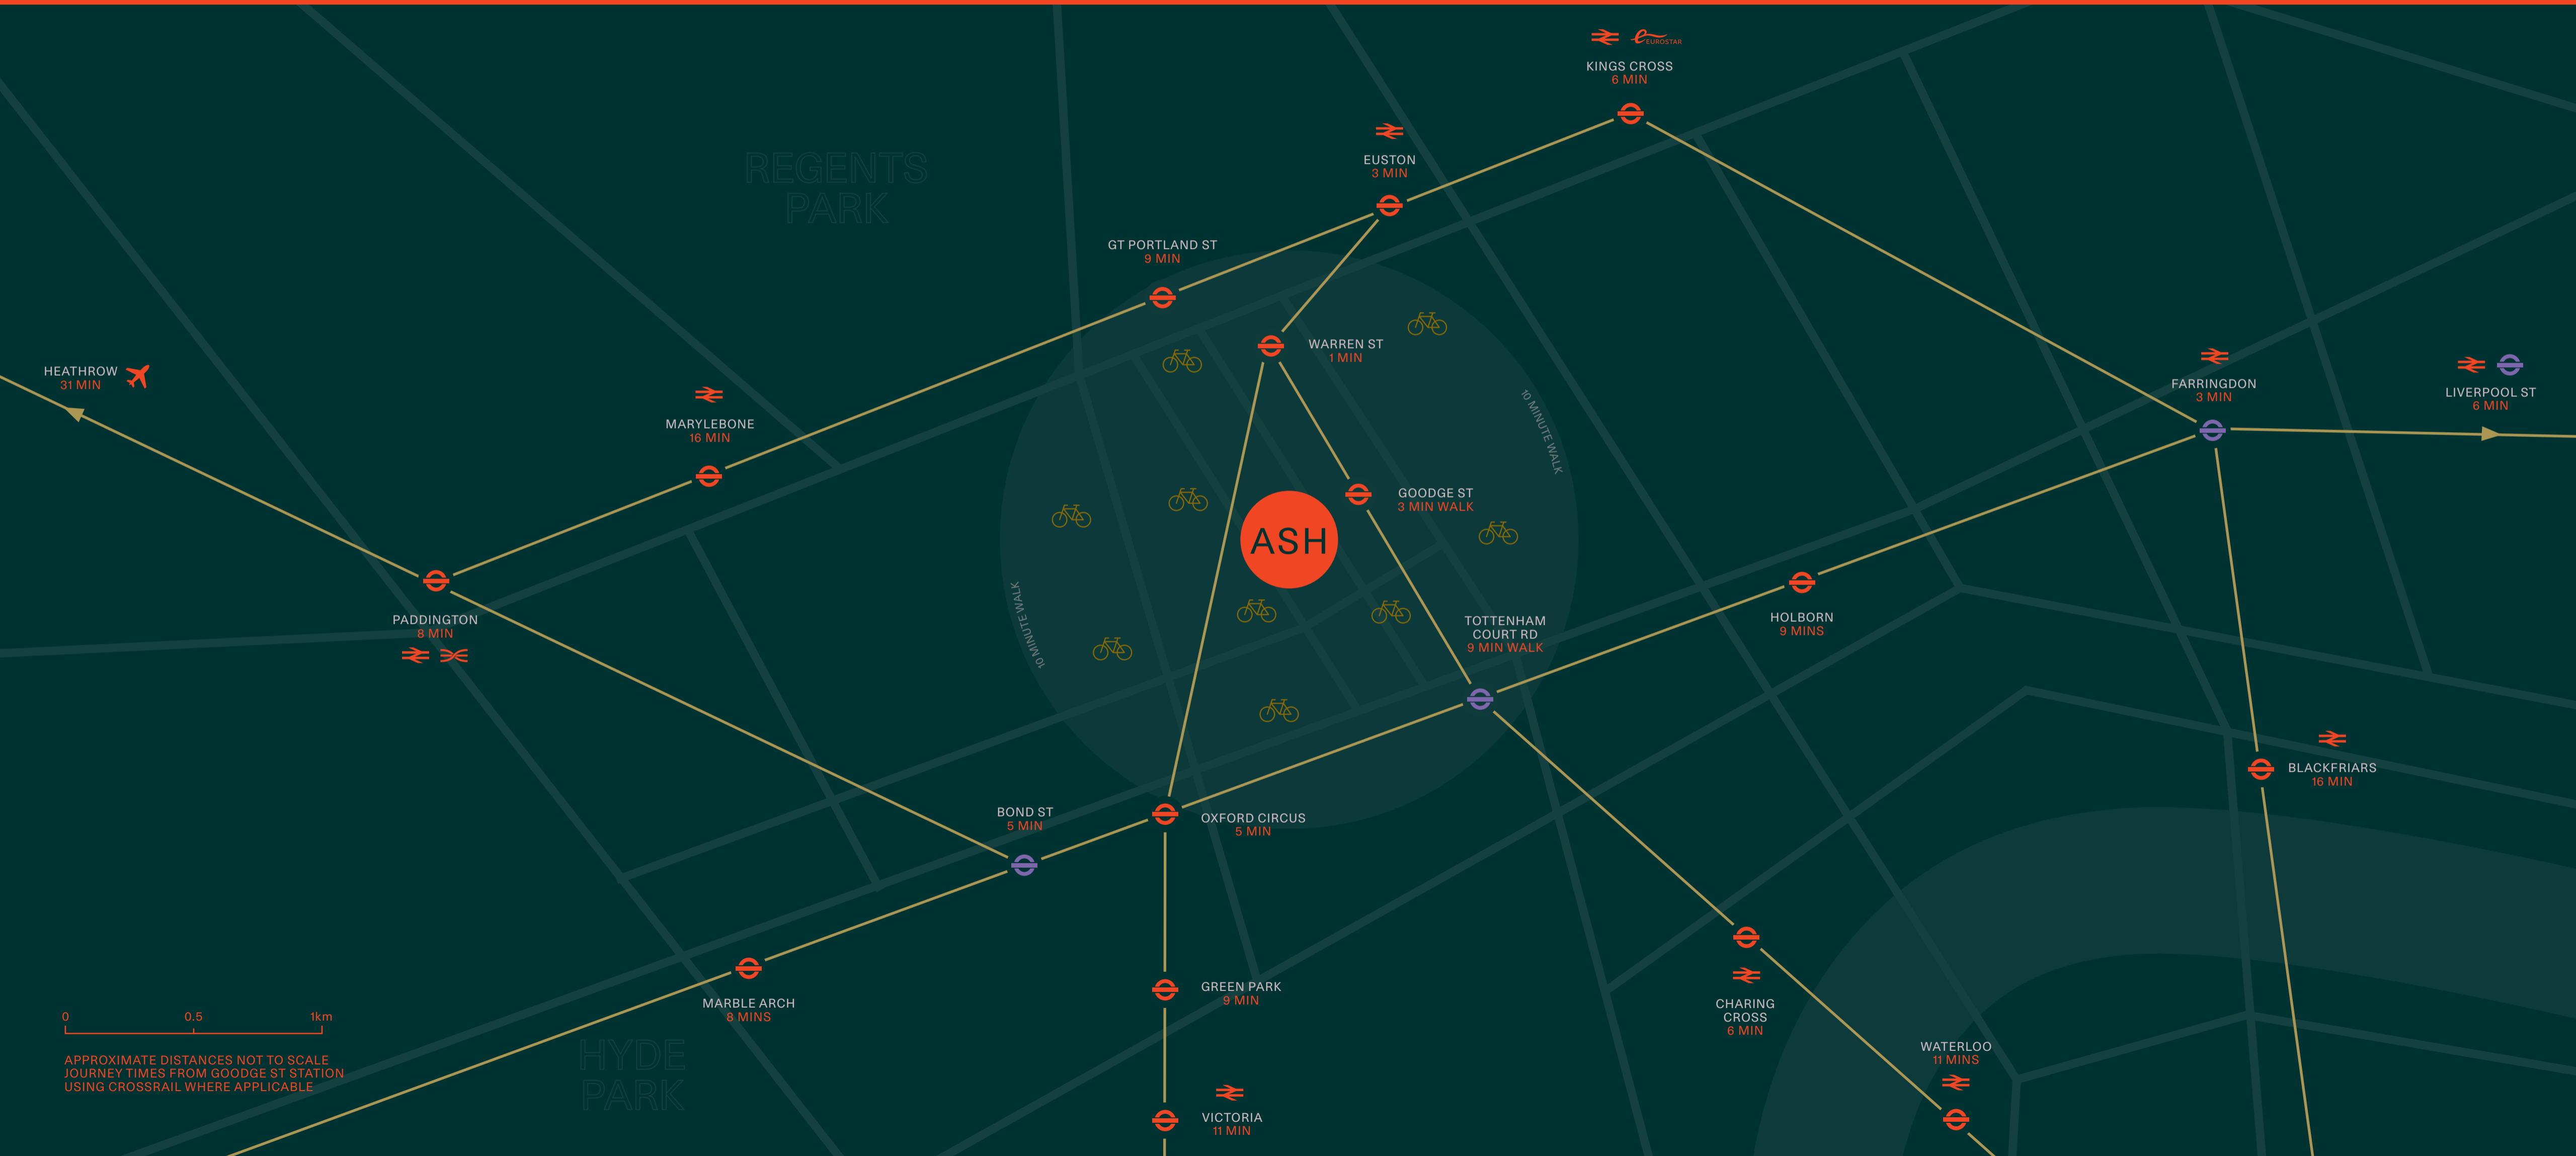 EUROSTAR
KINGS CROSS
6 MIN
EUSTON
3 MIN
REGENTS
PARK
GT PORTLAND ST
9 MIN
WARREN ST
1 MIN
HEATHROW
31 MIN
FARRINGDON
3 MIN
LIVERPOOL ST
6 MIN
MARYLEBONE
16 MIN
10 MINUTE WALK
GOODGE ST
3 MIN WALK
ASH
PADDINGTON
8 MIN
10 MINUTE WALK
TOTTENHAM
COURT RD
9 MIN WALK
HOLBORN
9 MINS
BLACKFRIARS
16 MIN
BOND ST
5 MIN
OXFORD CIRCUS
5 MIN
MARBLE ARCH
8 MINS
GREEN PARK
9 MIN
CHARING
CROSS
6 MIN
WATERLOO
11 MINS
HYDE
PARK
VICTORIA
11 MIN
0 0.5 1km
APPROXIMATE DISTANCES NOT TO SCALE
JOURNEY TIMES FROM GOODGE ST STATION
USING CROSSRAIL WHERE APPLICABLE